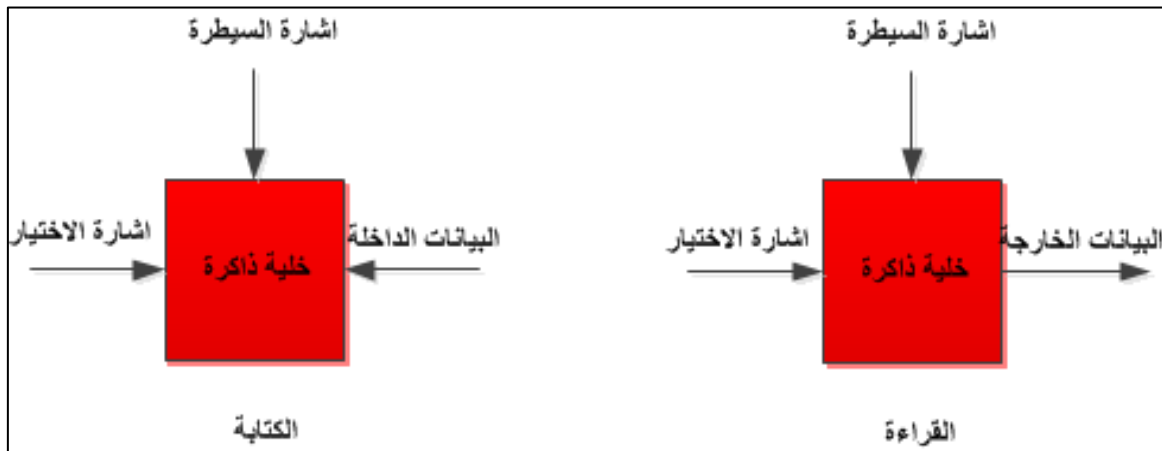 اشارة السيطرة
اشارة السيطرة
اشارة الاختيار
البيانات الداخلة
اشارة الاختيار
البيانات الخارجة
خلية ذاكرة
خلية ذاكرة
الكتابة
القراءة